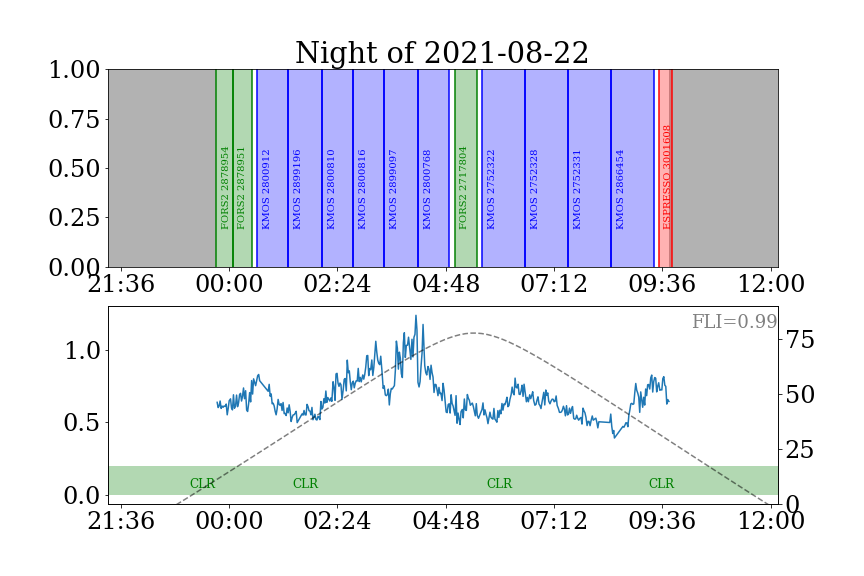 Night of 2021-08-22
1.00
0.75
0.50
0.25
0.00
FORS2 2878954
FORS2 2878951
KMOS 2800912
KMOS 2899196
KMOS 2800810
KMOS 2800816
KMOS 2899097
KMOS 2800768
FORS2 2717804
KMOS 2752322
KMOS 2752328
KMOS 2752331
KMOS 2866454
ESPRESSO 3001608
21:36 00:00 02:24 04:48 07:12 09:36 12:00
FLI=0.99
1.0
0.5
0.0
75
50
25
0
CLR CLR CLR CLR
21:36 00:00 02:24 04:48 07:12 09:36 12:00